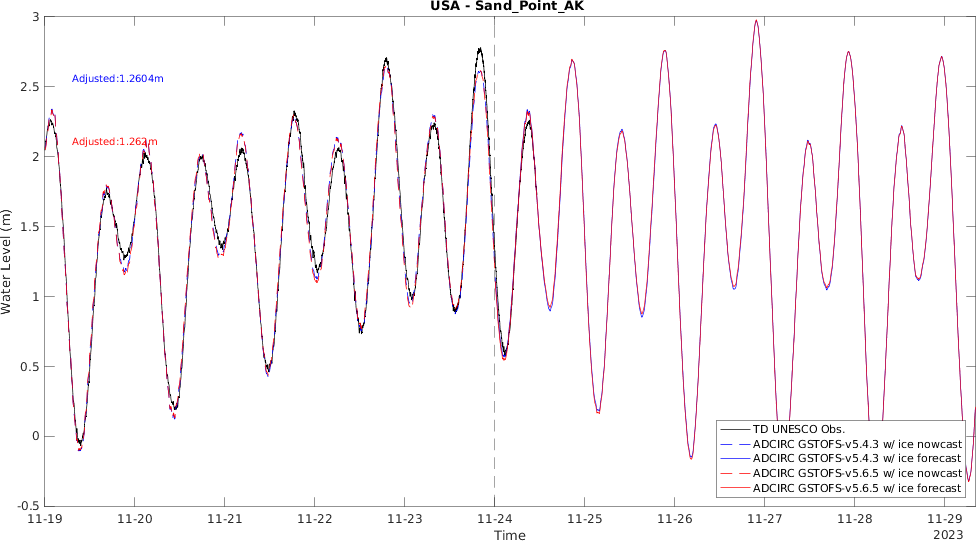 USA - Sand_Point_AK
Water Level (m)
3
2.5
2
1.5
1
0.5
0
-0.5
Adjusted:1.2604m
Adjusted:1.262m
TD UNESCO Obs.
ADCIRC GSTOFS-v5.4.3 w/ ice nowcast
ADCIRC GSTOFS-v5.4.3 w/ ice forecast
ADCIRC GSTOFS-v5.6.5 w/ ice nowcast
ADCIRC GSTOFS-v5.6.5 w/ ice forecast
11-19 11-20 11-21 11-22 11-23 11-24 11-25 11-26 11-27 11-28 11-29
Time
2023